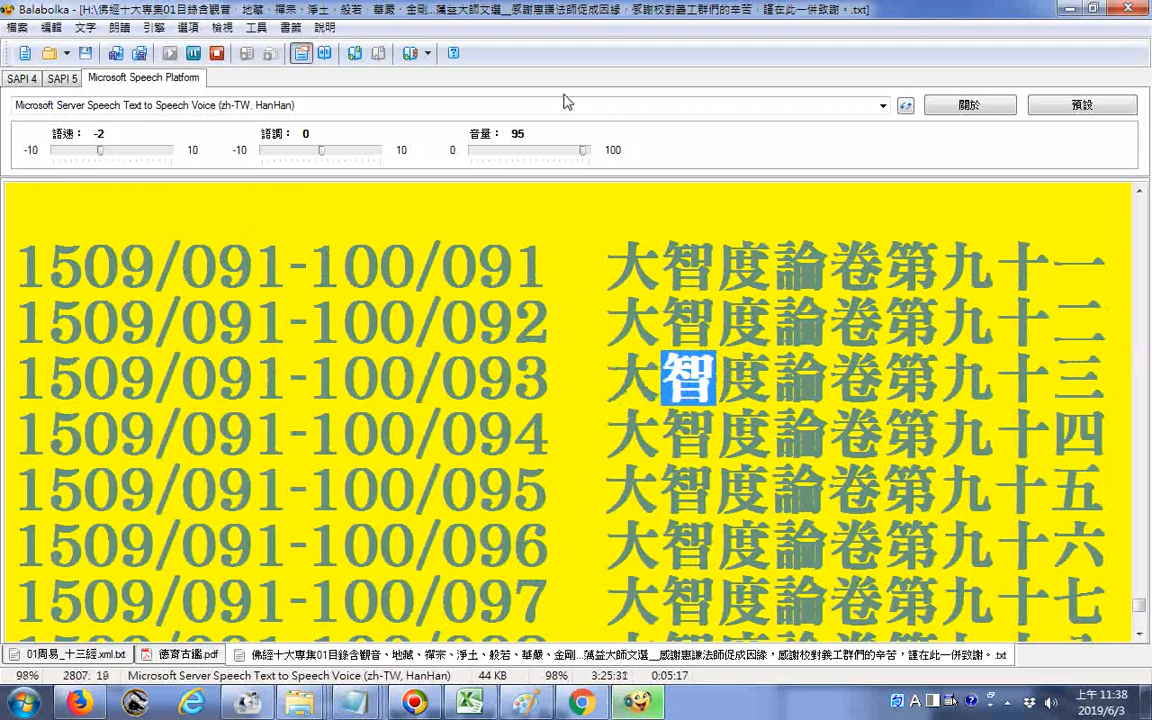 Balabolka - [H:\佛經十大專集01目錄含觀音、地藏、禪宗、淨土、般若、華嚴、金剛...蕅益大師文選__感謝惠謙法師促成因緣，感謝校對義工群們的辛苦，謹在此一併致謝。.txt]
檔案 編輯 文字 朗讀 引擎 選項 檢視 工具 書籤 說明
SAPI 4 SAPI 5 Microsoft Speech Platform
Microsoft Server Speech Text to Speech Voice (zh-TW, HanHan) 關於 預設
語速： -2 語調： 0 音量： 95
-10 10 -10 10 0 100
1509/091-100/091 大智度論卷第九十一
1509/091-100/092 大智度論卷第九十二
1509/091-100/093 大智度論卷第九十三
1509/091-100/094 大智度論卷第九十四
1509/091-100/095 大智度論卷第九十五
1509/091-100/096 大智度論卷第九十六
1509/091-100/097 大智度論卷第九十七
01周易_十三經.xml.txt 德育古鑑.pdf 佛經十大專集01目錄含觀音、地藏、禪宗、淨土、般若、華嚴、金剛...蕅益大師文選__感謝惠謙法師促成因緣，感謝校對義工群們的辛苦，謹在此一併致謝。.txt
98% 2807: 19 Microsoft Server Speech Text to Speech Voice (zh-TW, HanHan) 44 KB 98% 3:25:31 0:05:17
上午 11:38
2019/6/3